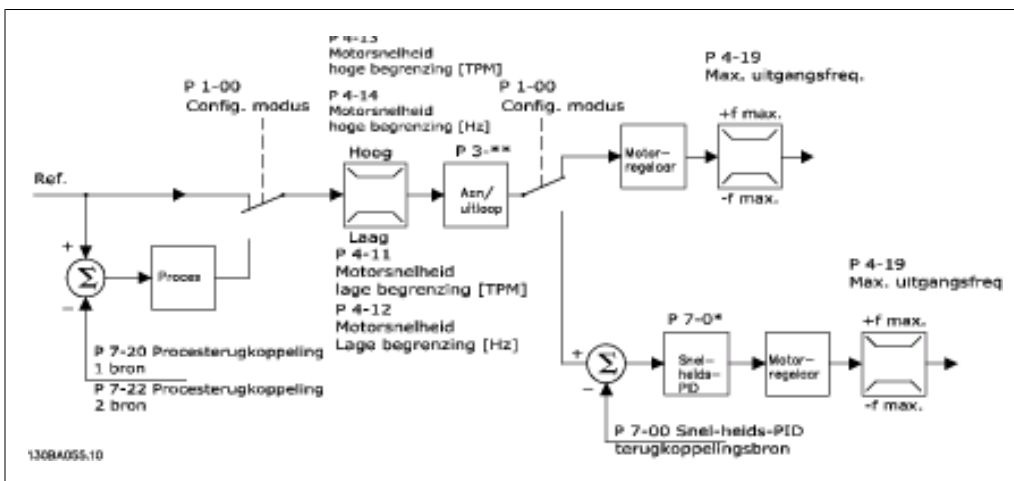 P 4-13
Motorsnelheid
hoge begrenzing [TPM]
P 4-19
Max. uitgangsfreq.
P 1-00
Config. modus
P 4-14
Motorsnelheid
hoge begrenzing [Hz]
P 1-00
Config. modus
+f max.
Hoog
P 3-**
Motor-
regelaar
Ref.
Aan/
uitloop
-f max.
Laag
+
Σ
−
Proces
P 4-11
Motorsnelheid
lage begrenzing [TPM]
P 4-12
Motorsnelheid
Lage begrenzing [Hz]
P 4-19
Max. uitgangsfreq
P 7-0*
+f max.
P 7-20 Procesterugkoppeling
1 bron
P 7-22 Procesterugkoppeling
2 bron
+
Σ
−
Snel-
heids-
PID
Motor-
regelaar
-f max.
P 7-00 Snel-heids-PID
terugkoppelingsbron
130BA055.10